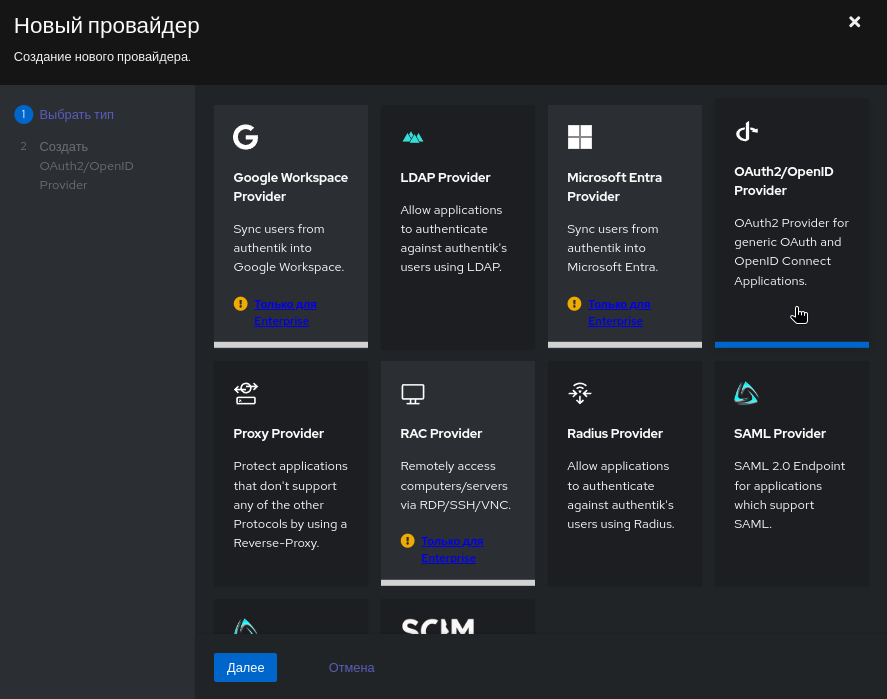 Новый провайдер
Создание нового провайдера.
1 Выбрать тип
2 Создать
OAuth2/OpenID
Provider
Google Workspace
Provider
Sync users from
authentik into
Google Workspace.
Только для
Enterprise
LDAP Provider
Allow applications
to authenticate
against authentik's
users using LDAP.
Microsoft Entra
Provider
Sync users from
authentik into
Microsoft Entra.
Только для
Enterprise
OAuth2/OpenID
Provider
OAuth2 Provider for
generic OAuth and
OpenID Connect
Applications.
Proxy Provider
Protect applications
that don't support
any of the other
Protocols by using a
Reverse-Proxy.
RAC Provider
Remotely access
computers/servers
via RDP/SSH/VNC.
Только для
Enterprise
Radius Provider
Allow applications
to authenticate
against authentik's
users using Radius.
SAML Provider
SAML 2.0 Endpoint
for applications
which support
SAML.
SCIM
Далее
Отмена